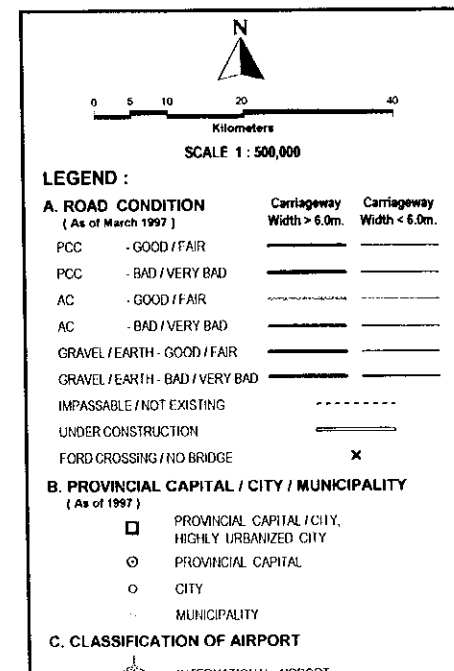 N
0 5 10 20 40
Kilometers
SCALE 1 : 500,000
LEGEND :
A. ROAD CONDITION
( As of March 1997 )
Carriageway Width > 6.0m.
Carriageway Width < 6.0m.
PCC - GOOD / FAIR
PCC - BAD / VERY BAD
AC - GOOD / FAIR
AC - BAD / VERY BAD
GRAVEL / EARTH - GOOD / FAIR
GRAVEL / EARTH - BAD / VERY BAD
IMPASSABLE / NOT EXISTING
UNDER CONSTRUCTION
FORD CROSSING / NO BRIDGE
B. PROVINCIAL CAPITAL / CITY / MUNICIPALITY
( As of 1997 )
PROVINCIAL CAPITAL / CITY,
HIGHLY URBANIZED CITY
PROVINCIAL CAPITAL
CITY
MUNICIPALITY
C. CLASSIFICATION OF AIRPORT
INTERNATIONAL AIRPORT